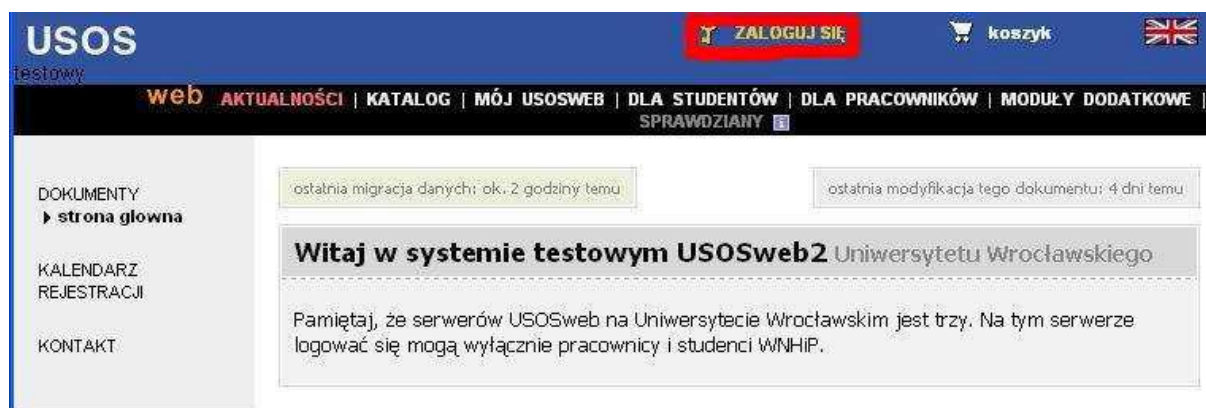 USOS
testowy
ZALOGUJ SIĘ
koszyk
web AKTUALNOŚCI | KATALOG | MÓJ USOSWEB | DLA STUDENTÓW | DLA PRACOWNIKÓW | MODUŁY DODATKOWE |
SPRAWDZIANY i
DOKUMENTY
strona glowna
KALENDARZ
REJESTRACJI
KONTAKT
ostatnia migracja danych: ok. 2 godziny temu
ostatnia modyfikacja tego dokumentu: 4 dni temu
Witaj w systemie testowym USOSweb2 Uniwersytetu Wrocławskiego
Pamiętaj, że serwerów USOSweb na Uniwersytecie Wrocławskim jest trzy. Na tym serwerze
logować się mogą wyłącznie pracownicy i studenci WNHiP.